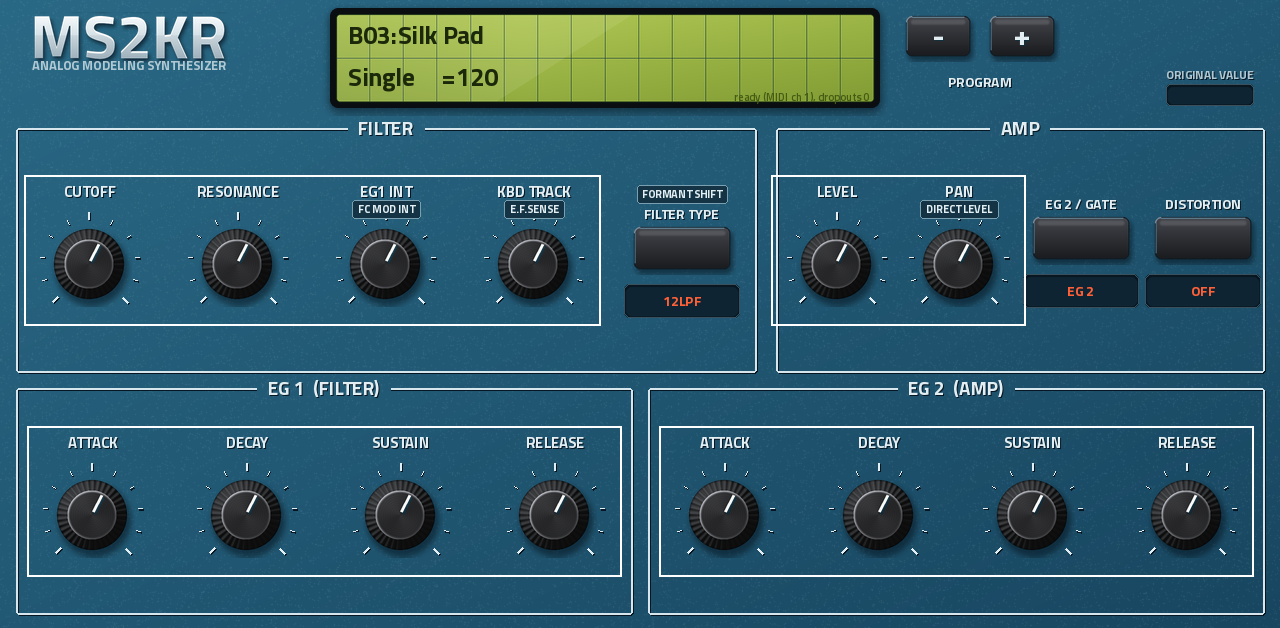 MS2KR
ANALOG MODELING SYNTHESIZER
B03:Silk Pad
Single =120
ready (MIDI ch 1), dropouts 0
-
+
PROGRAM
ORIGINAL VALUE
FILTER
CUTOFF
RESONANCE
EG1 INT
FC MOD INT
KBD TRACK
E.F.SENSE
FORMANT SHIFT
FILTER TYPE
12LPF
AMP
LEVEL
PAN
DIRECT LEVEL
EG 2 / GATE
EG 2
DISTORTION
OFF
EG 1 (FILTER)
ATTACK
DECAY
SUSTAIN
RELEASE
EG 2 (AMP)
ATTACK
DECAY
SUSTAIN
RELEASE